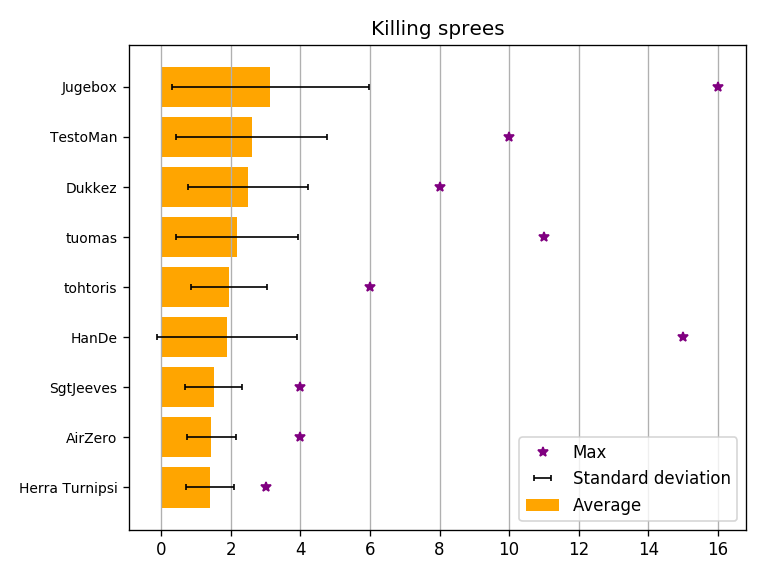 Killing sprees
Jugebox
TestoMan
Dukkez
tuomas
tohtoris
HanDe
SgtJeeves
AirZero
Herra Turnipsi
Max
Standard deviation
Average
0 2 4 6 8 10 12 14 16